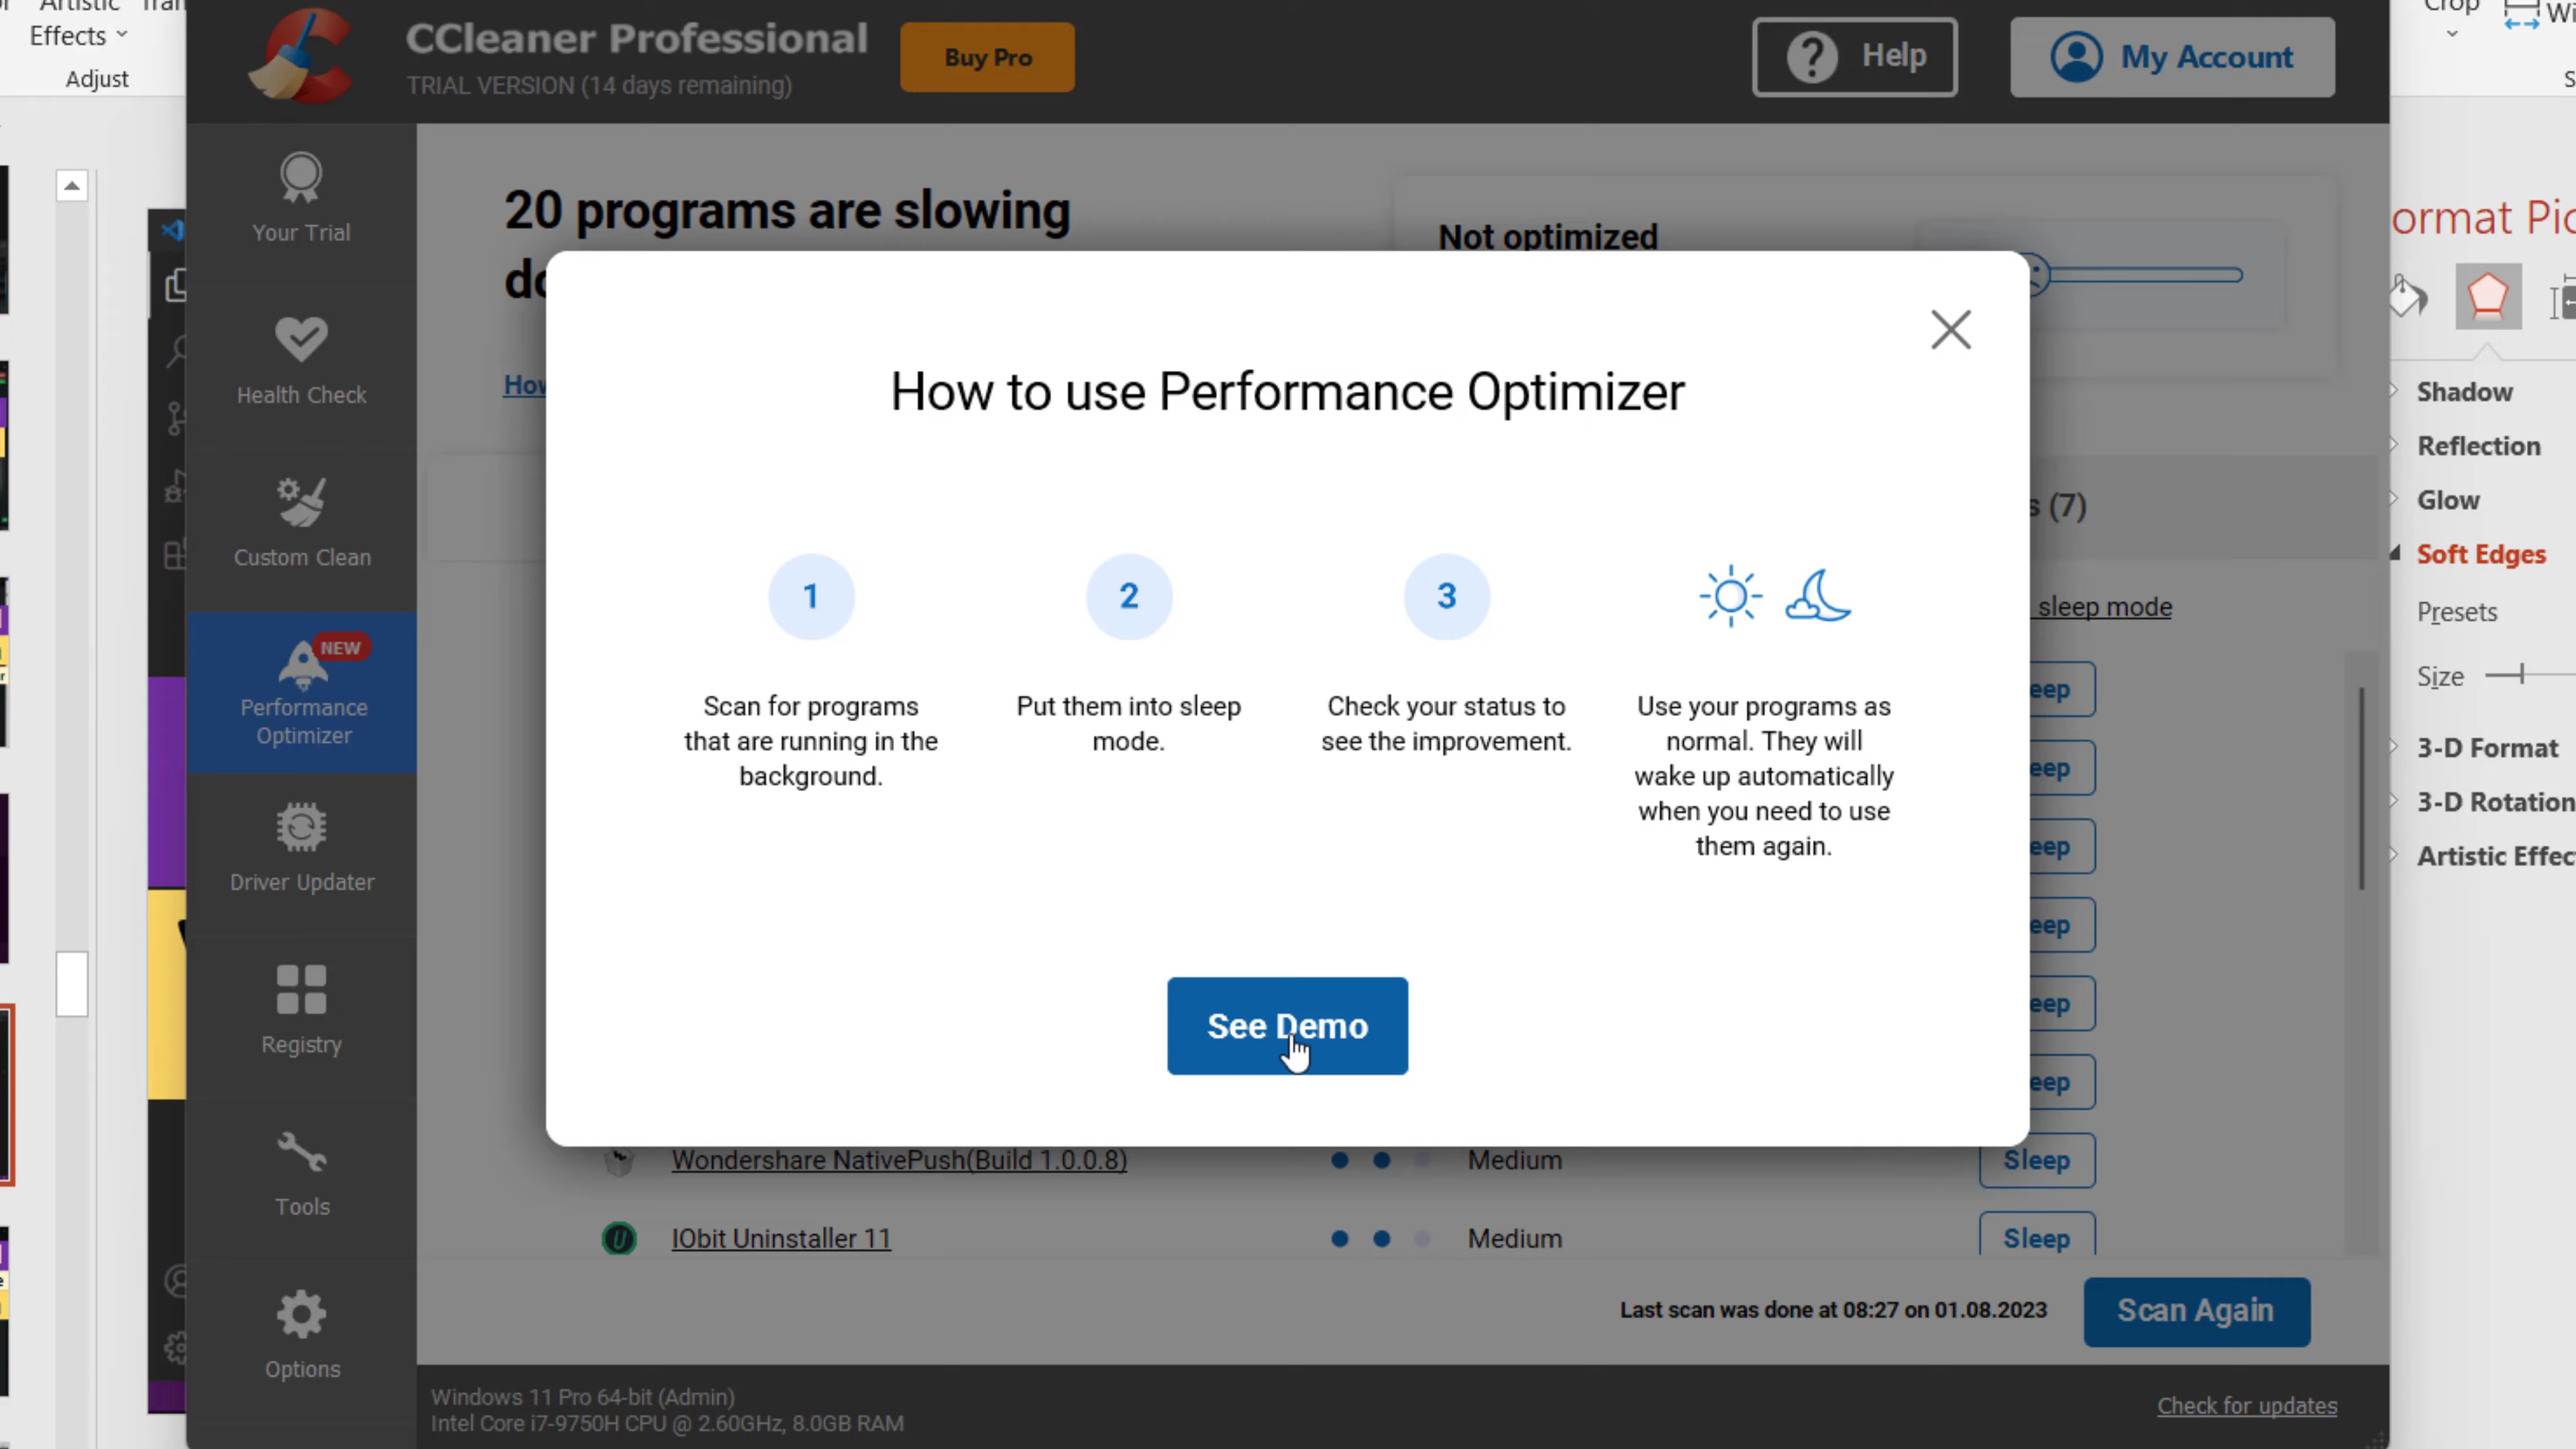 Artistic
Effects
Adjust
CCleaner Professional
TRIAL VERSION (14 days remaining)
Buy Pro
Help
My Account
Crop
Your Trial
Health Check
Custom Clean
NEW
Performance
Optimizer
Driver Updater
Registry
Tools
Options
20 programs are slowing
Not optimized
How to use Performance Optimizer
1
2
3
Scan for programs
that are running in the
background.
Put them into sleep
mode.
Check your status to
see the improvement.
Use your programs as
normal. They will
wake up automatically
when you need to use
them again.
See Demo
(7)
sleep mode
Wondershare NativePush(Build 1.0.0.8)
Medium
Sleep
IObit Uninstaller 11
Medium
Sleep
Last scan was done at 08:27 on 01.08.2023
Scan Again
Windows 11 Pro 64-bit (Admin)
Intel Core i7-9750H CPU @ 2.60GHz, 8.0GB RAM
Check for updates
Shadow
Reflection
Glow
Soft Edges
Presets
Size
3-D Format
3-D Rotation
Artistic Effec